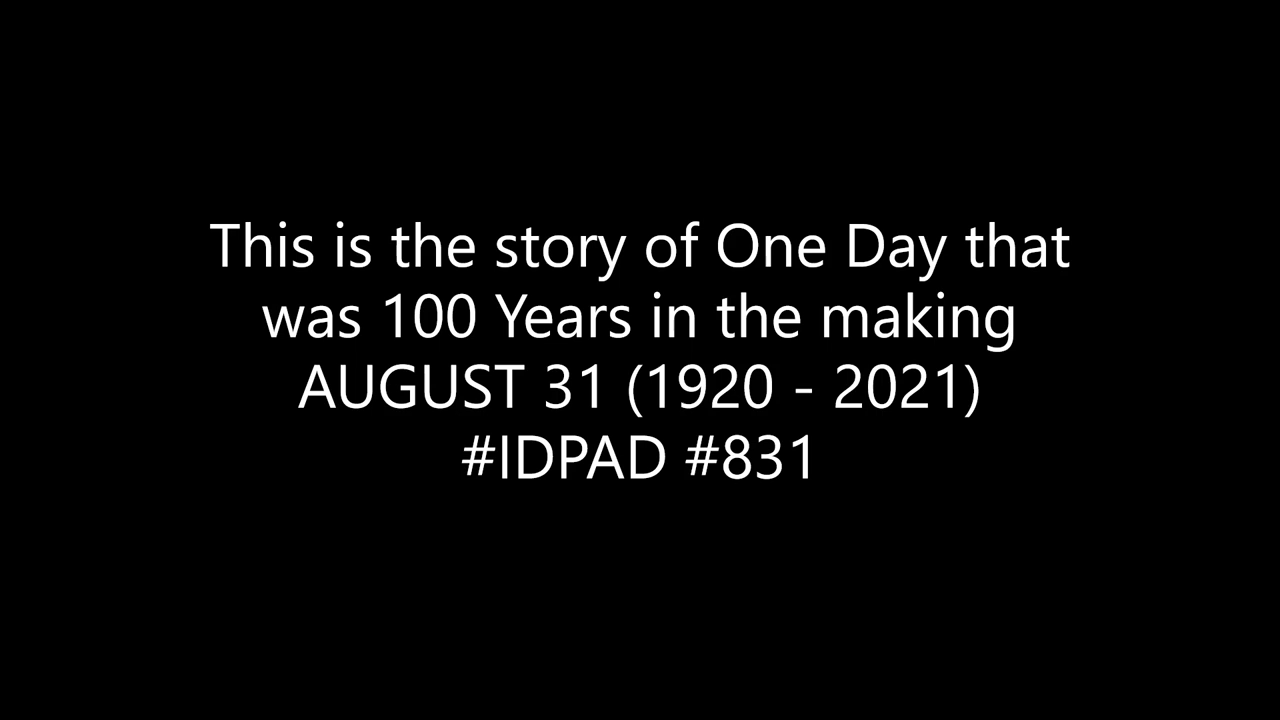 This is the story of One Day that
was 100 Years in the making
AUGUST 31 (1920 - 2021)
#IDPAD #831